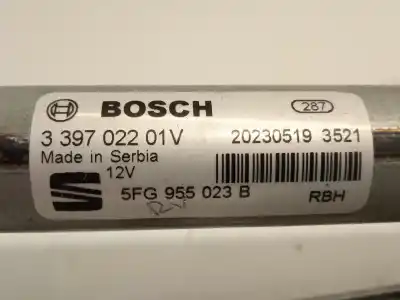 BOSCH 287
3 397 022 01V 20230519 3521
Made in Serbia
12V
5FG 955 023 B RBH